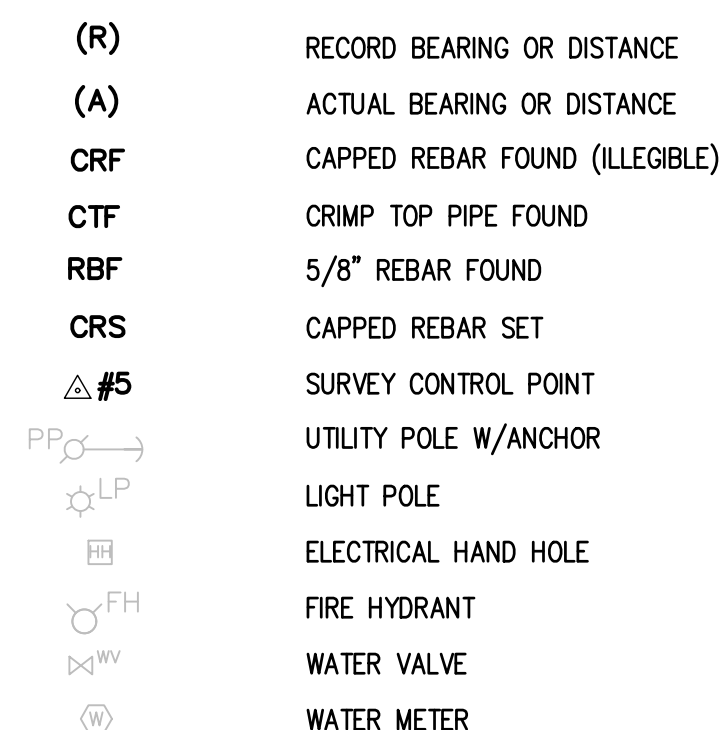 (R) RECORD BEARING OR DISTANCE
(A) ACTUAL BEARING OR DISTANCE
CRF CAPPED REBAR FOUND (ILLEGIBLE)
CTF CRIMP TOP PIPE FOUND
RBF 5/8" REBAR FOUND
CRS CAPPED REBAR SET
#5 SURVEY CONTROL POINT
PP UTILITY POLE W/ANCHOR
LP LIGHT POLE
HH ELECTRICAL HAND HOLE
FH FIRE HYDRANT
WV WATER VALVE
W WATER METER